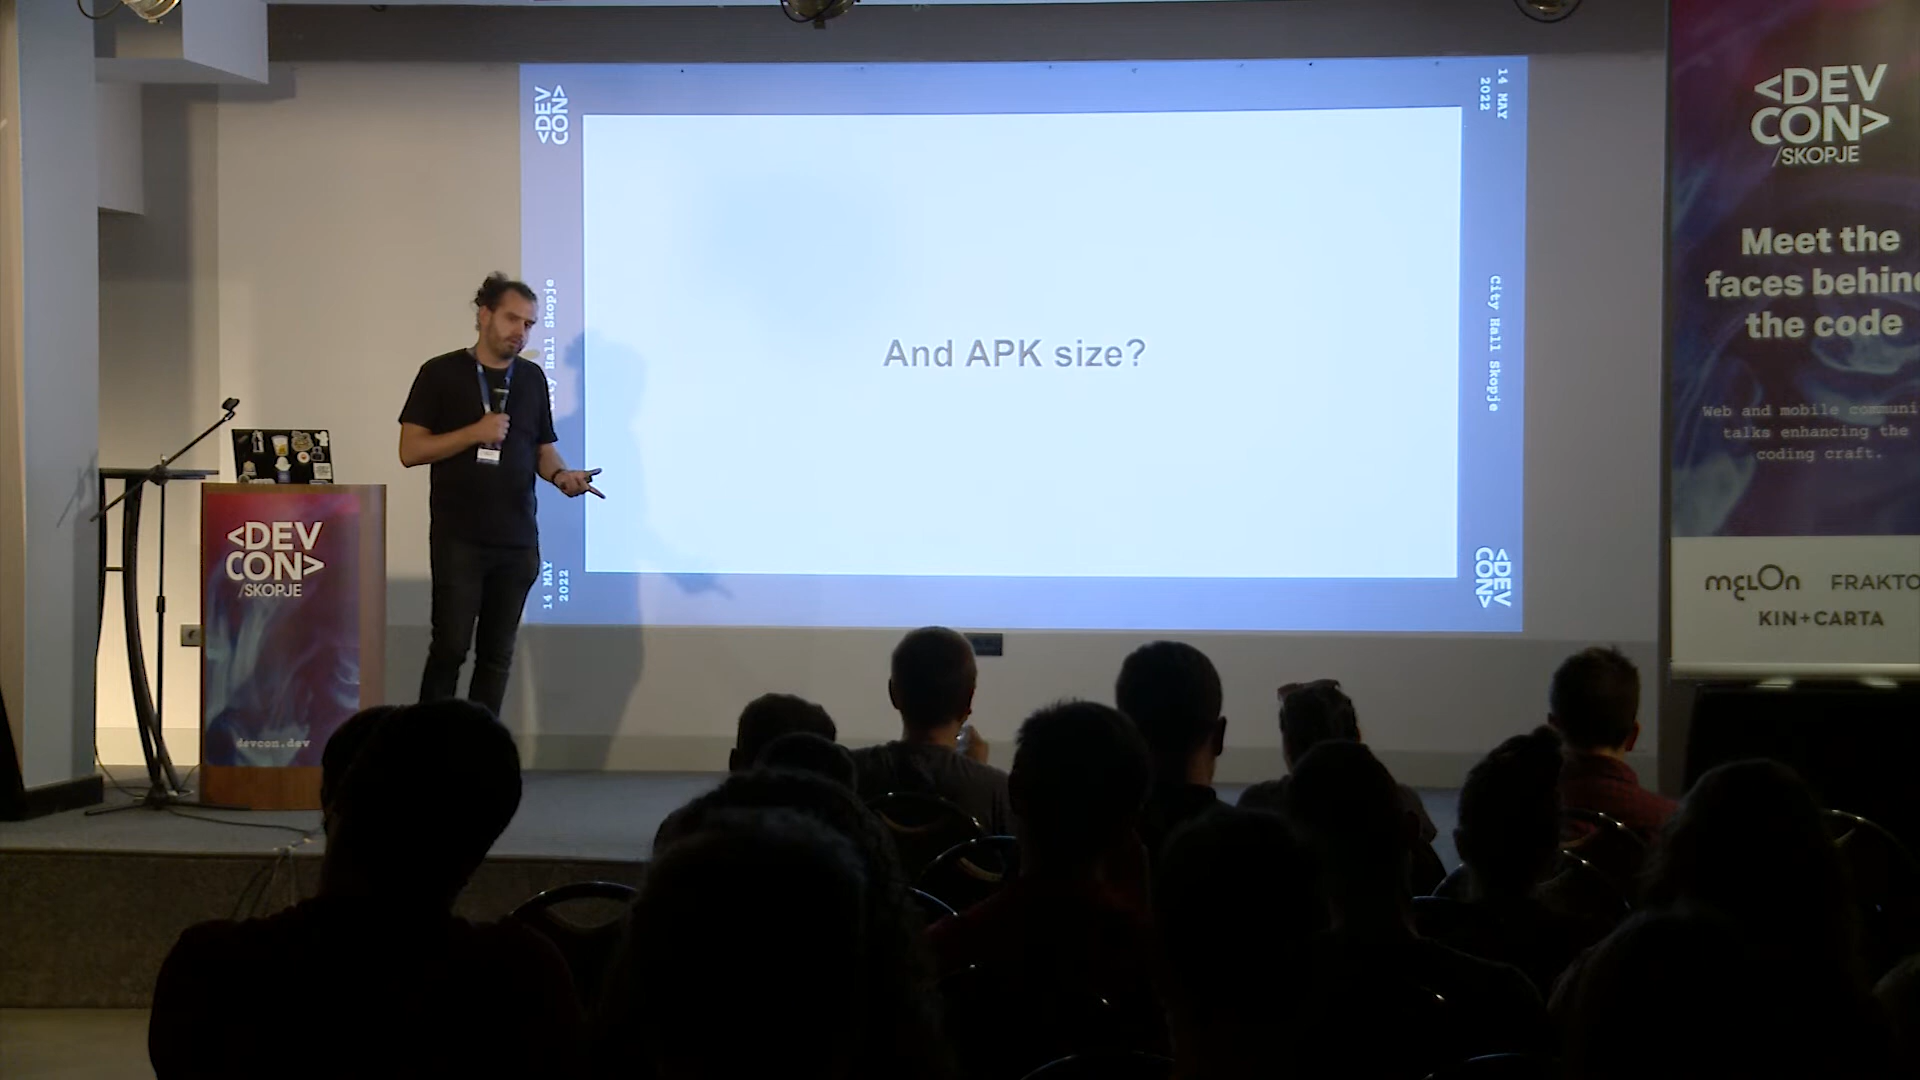 <DEV
CON>
14 MAY
2022
And APK size?
City Hall Skopje
Hall Skopje
14 MAY
2022
<DEV
CON>
<DEV
CON>
/SKOPJE
devcon.dev
<DEV
CON>
/SKOPJE
Meet the
faces behind
the code
Web and mobile communi
talks enhancing the
coding craft.
melon FRAKTO
KIN+CARTA